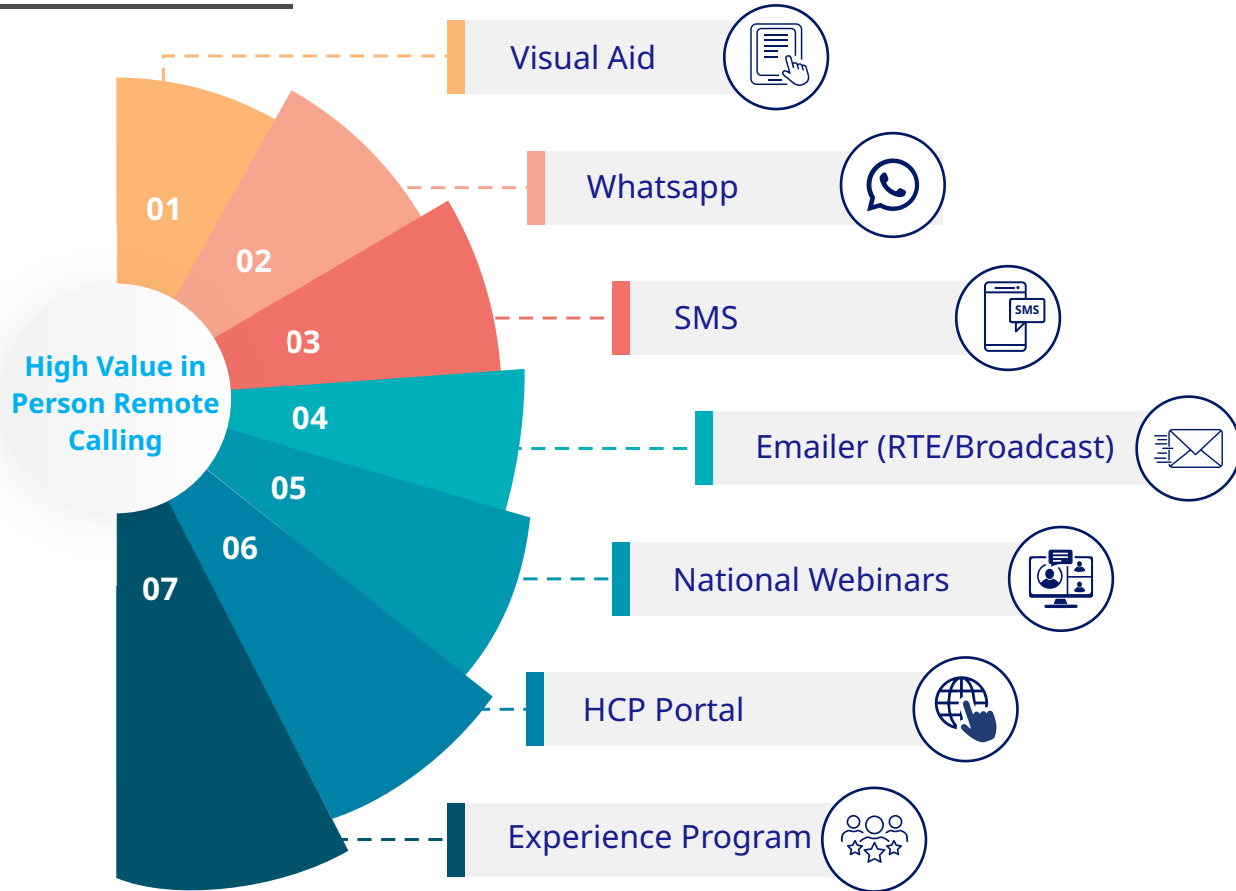 Visual Aid
01
Whatsapp
02
SMS
SMS
03
High Value in
Person Remote
Calling
04
Emailer (RTE/Broadcast)
05
National Webinars
06
HCP Portal
07
Experience Program